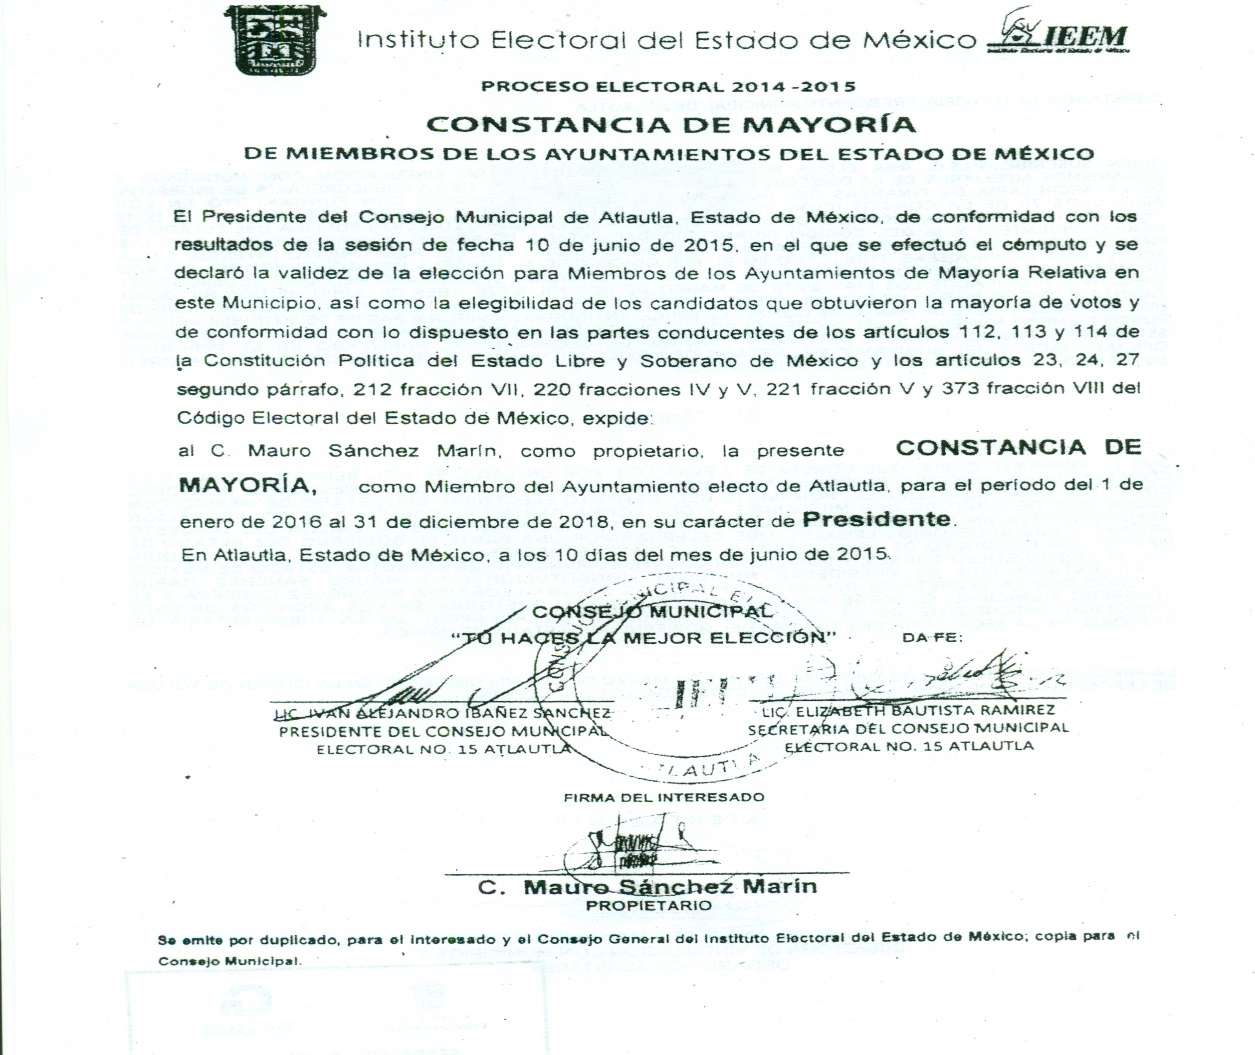 Instituto Electoral del Estado de México
IEEM
PROCESO ELECTORAL 2014 -2015
CONSTANCIA DE MAYORÍA
DE MIEMBROS DE LOS AYUNTAMIENTOS DEL ESTADO DE MÉXICO
El Presidente del Consejo Municipal de Atlautla, Estado de México, de conformidad con los
resultados de la sesión de fecha 10 de junio de 2015, en el que se efectuó el cómputo y se
declaró la validez de la elección para Miembros de los Ayuntamientos de Mayoría Relativa en
este Municipio, así como la elegibilidad de los candidatos que obtuvieron la mayoría de votos y
de conformidad con lo dispuesto en las partes conducentes de los artículos 112, 113 y 114 de
la Constitución Política del Estado Libre y Soberano de México y los artículos 23, 24, 27
segundo párrafo, 212 fracción VII, 220 fracciones IV y V, 221 fracción V y 373 fracción VIII del
Código Electoral del Estado de México, expide:
al C. Mauro Sánchez Marín, como propietario, la presente CONSTANCIA DE
MAYORÍA, como Miembro del Ayuntamiento electo de Atlautla, para el período del 1 de
enero de 2016 al 31 de diciembre de 2018, en su carácter de Presidente.
En Atlautla, Estado de México, a los 10 días del mes de junio de 2015.
CONSEJO MUNICIPAL
"TÚ HACES LA MEJOR ELECCIÓN" DA FE:
LIC. IVAN ALEJANDRO IBAÑEZ SANCHEZ LIC. ELIZABETH BAUTISTA RAMIREZ
PRESIDENTE DEL CONSEJO MUNICIPAL SECRETARIA DEL CONSEJO MUNICIPAL
ELECTORAL NO. 15 ATLAUTLA ELECTORAL NO. 15 ATLAUTLA
CONSEJO MUNICIPAL
ATLAUTLA
FIRMA DEL INTERESADO
C. Mauro Sánchez Marín
PROPIETARIO
Se emite por duplicado, para el interesado y el Consejo General del Instituto Electoral del Estado de México; copia para el
Consejo Municipal.